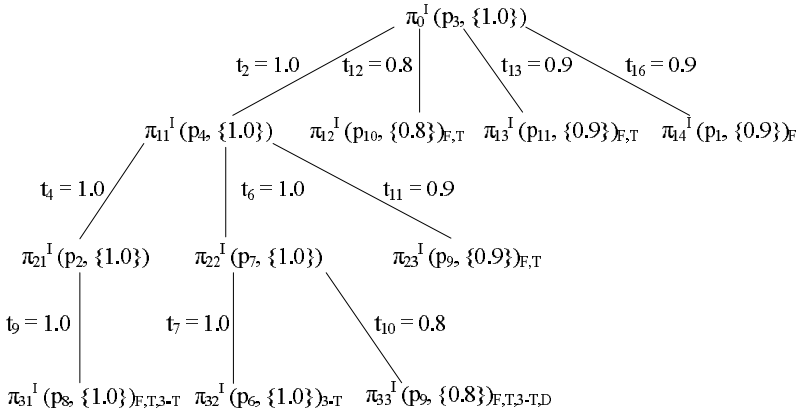 π₀ᴵ (p₃, {1.0})
t₂ = 1.0 t₁₂ = 0.8 t₁₃ = 0.9 t₁₆ = 0.9
π₁₁ᴵ (p₄, {1.0}) π₁₂ᴵ (p₁₀, {0.8})F,T π₁₃ᴵ (p₁₁, {0.9})F,T π₁₄ᴵ (p₁, {0.9})F
t₄ = 1.0 t₆ = 1.0 t₁₁ = 0.9
π₂₁ᴵ (p₂, {1.0}) π₂₂ᴵ (p₇, {1.0}) π₂₃ᴵ (p₉, {0.9})F,T
t₉ = 1.0 t₇ = 1.0 t₁₀ = 0.8
π₃₁ᴵ (p₈, {1.0})F,T,3-T π₃₂ᴵ (p₆, {1.0})3-T π₃₃ᴵ (p₉, {0.8})F,T,3-T,D